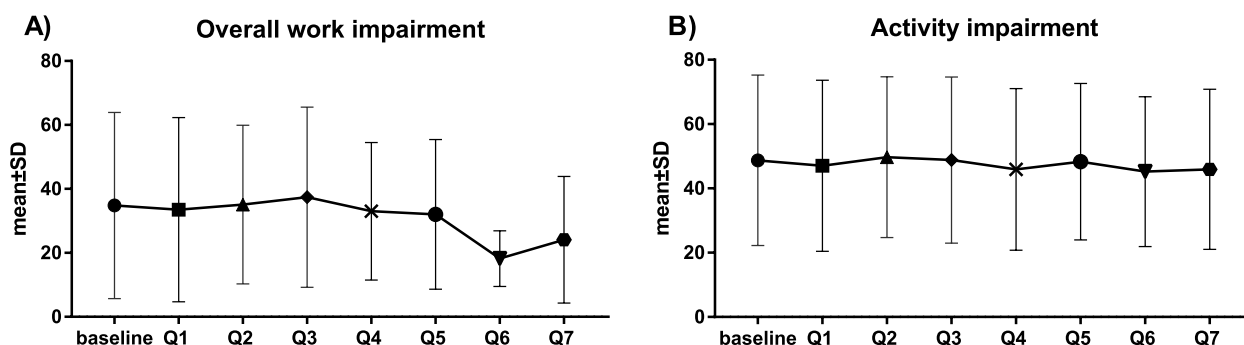 A)
Overall work impairment
mean±SD
80
60
40
20
0
baseline Q1 Q2 Q3 Q4 Q5 Q6 Q7
B)
Activity impairment
mean±SD
80
60
40
20
0
baseline Q1 Q2 Q3 Q4 Q5 Q6 Q7